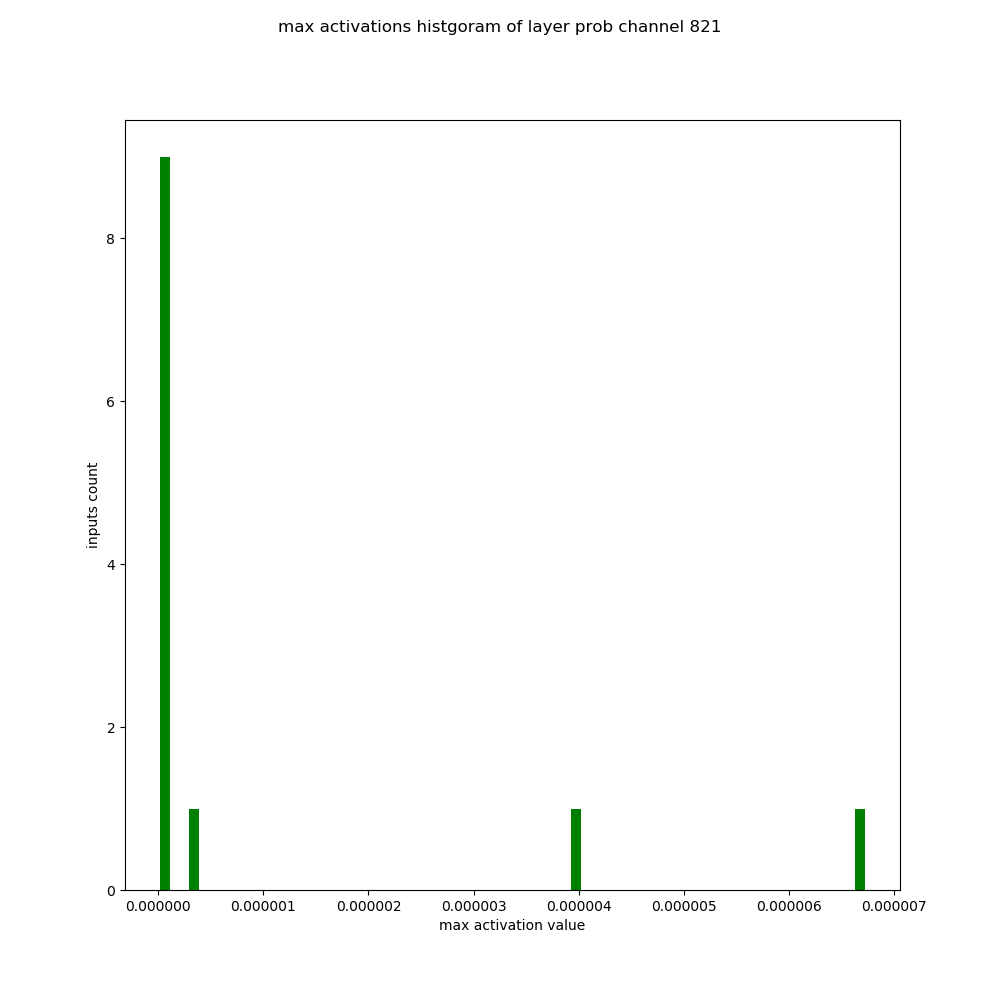 max activations histgoram of layer prob channel 821
8
6
4
2
0
inputs count
0.000000 0.000001 0.000002 0.000003 0.000004 0.000005 0.000006 0.000007
max activation value